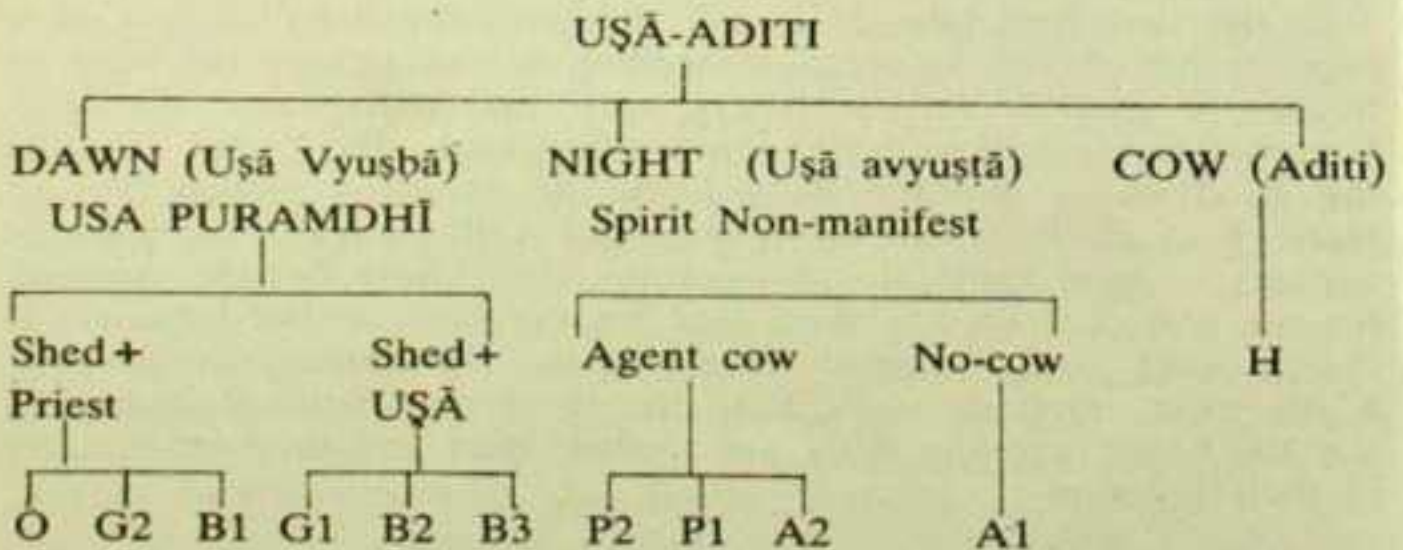 UṢĀ-ADITI
DAWN (Uṣā Vyuṣḅā) NIGHT (Uṣā avyuṣṭā) COW (Aditi)
USA PURAMDHĪ Spirit Non-manifest
Shed + Shed + Agent cow No-cow H
Priest UṢĀ
O G2 B1 G1 B2 B3 P2 P1 A2 A1